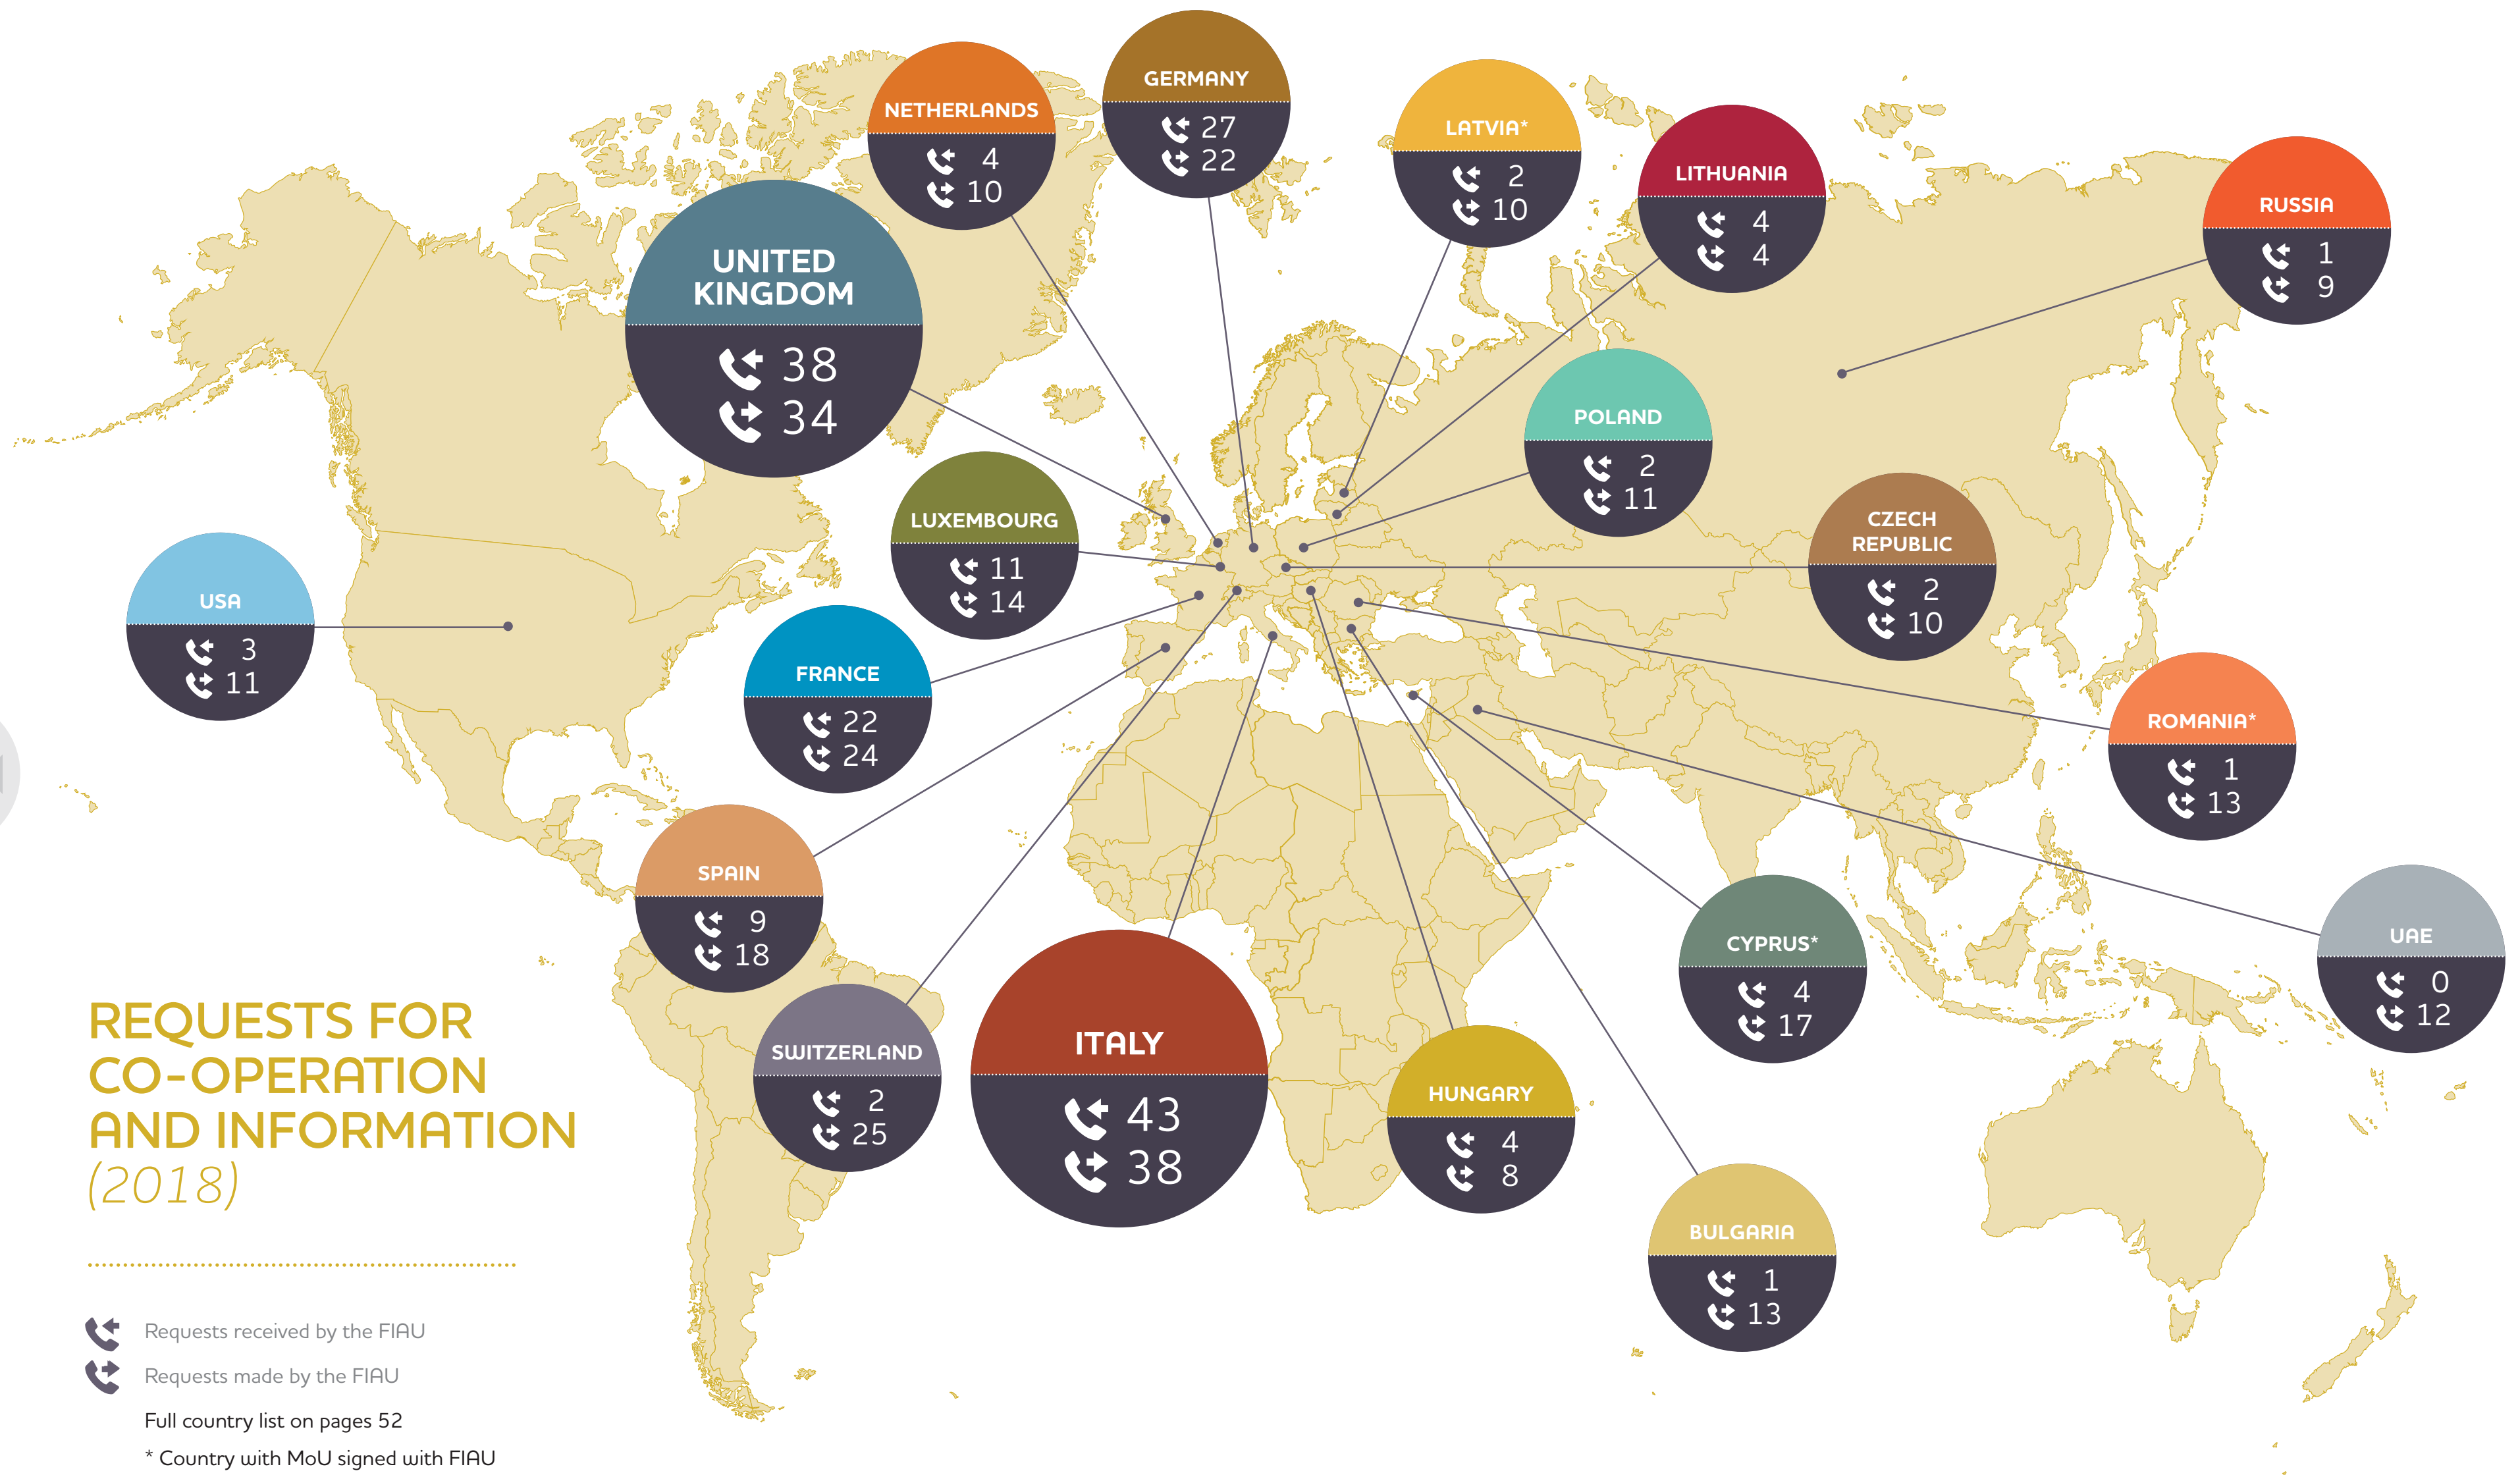 NETHERLANDS
4
10
GERMANY
27
22
LATVIA*
2
10
LITHUANIA
4
4
RUSSIA
1
9
UNITED
KINGDOM
38
34
POLAND
2
11
LUXEMBOURG
11
14
CZECH
REPUBLIC
2
10
USA
3
11
FRANCE
22
24
ROMANIA*
1
13
SPAIN
9
18
CYPRUS*
4
17
UAE
0
12
SWITZERLAND
2
25
ITALY
43
38
HUNGARY
4
8
BULGARIA
1
13
REQUESTS FOR
CO-OPERATION
AND INFORMATION
(2018)
Requests received by the FIAU
Requests made by the FIAU
Full country list on pages 52
* Country with MoU signed with FIAU